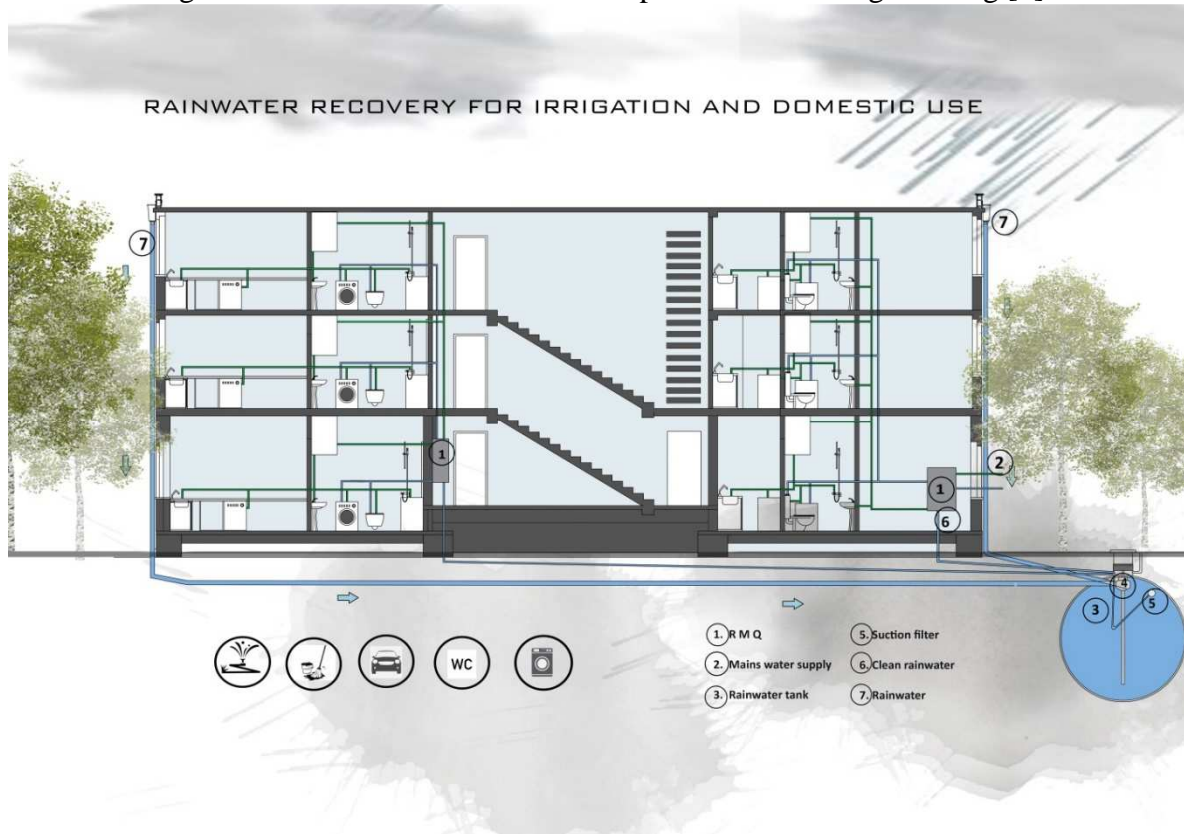 RAINWATER RECOVERY FOR IRRIGATION AND DOMESTIC USE
7
7
1
2
1
6
4
3
5
WC
1. R M Q
2. Mains water supply
3. Rainwater tank
5. Suction filter
6. Clean rainwater
7. Rainwater